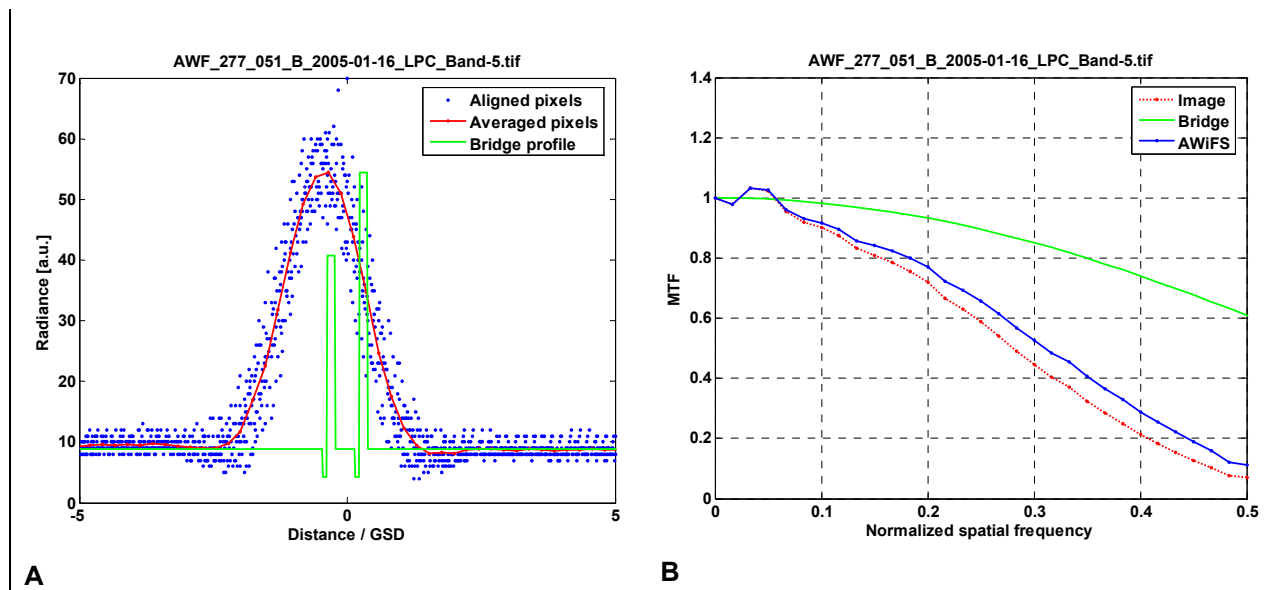 AWF_277_051_B_2005-01-16_LPC_Band-5.tif
70
60
50
40
30
20
10
0
Radiance [a.u.]
Aligned pixels
Averaged pixels
Bridge profile
-5
0
5
Distance / GSD
A
AWF_277_051_B_2005-01-16_LPC_Band-5.tif
1.4
1.2
1
0.8
0.6
0.4
0.2
0
MTF
Image
Bridge
AWiFS
0
0.1
0.2
0.3
0.4
0.5
Normalized spatial frequency
B